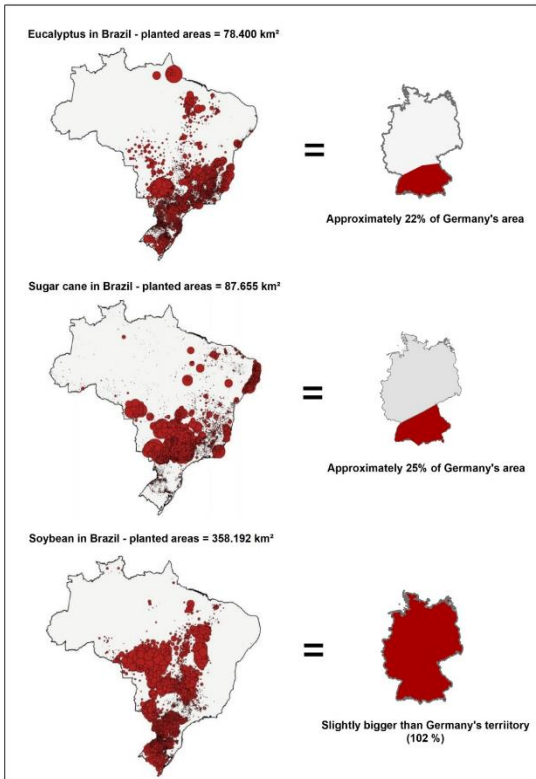 Eucalyptus in Brazil - planted areas = 78.400 km²
=
Approximately 22% of Germany's area
Sugar cane in Brazil - planted areas = 87.655 km²
=
Approximately 25% of Germany's area
Soybean in Brazil - planted areas = 358.192 km²
=
Slightly bigger than Germany's terriitory
(102 %)